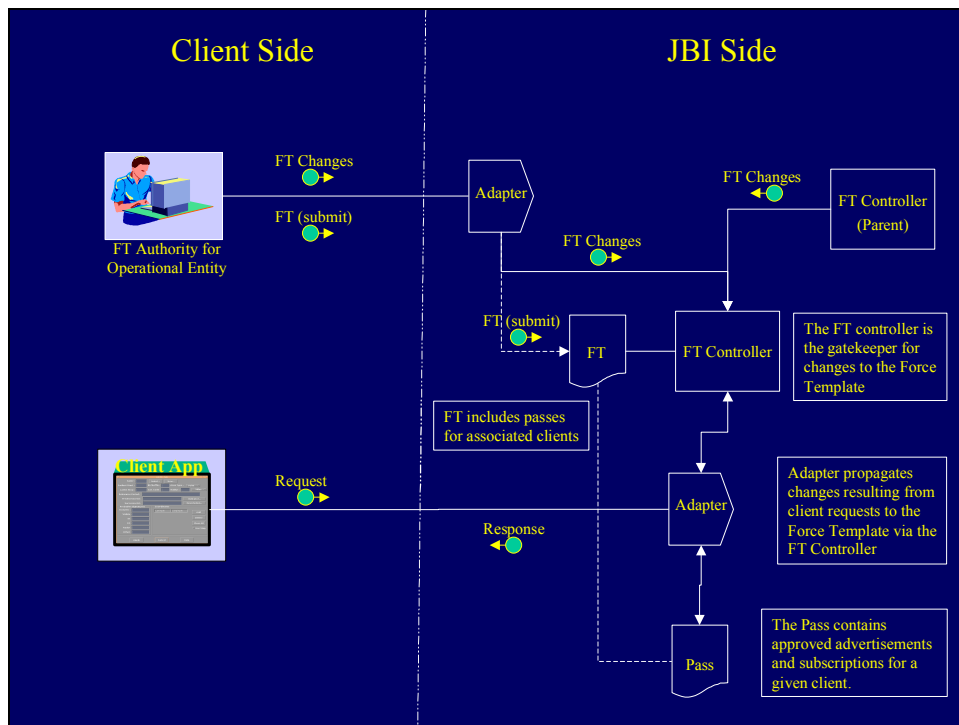 Client Side
JBI Side
FT Changes
FT (submit)
FT Authority for
Operational Entity
Adapter
FT Changes
FT Controller
(Parent)
FT Changes
FT (submit)
FT
FT Controller
The FT controller is
the gatekeeper for
changes to the Force
Template
FT includes passes
for associated clients
Client App
Request
Response
Adapter
Adapter propagates
changes resulting from
client requests to the
Force Template via the
FT Controller
Pass
The Pass contains
approved advertisements
and subscriptions for a
given client.